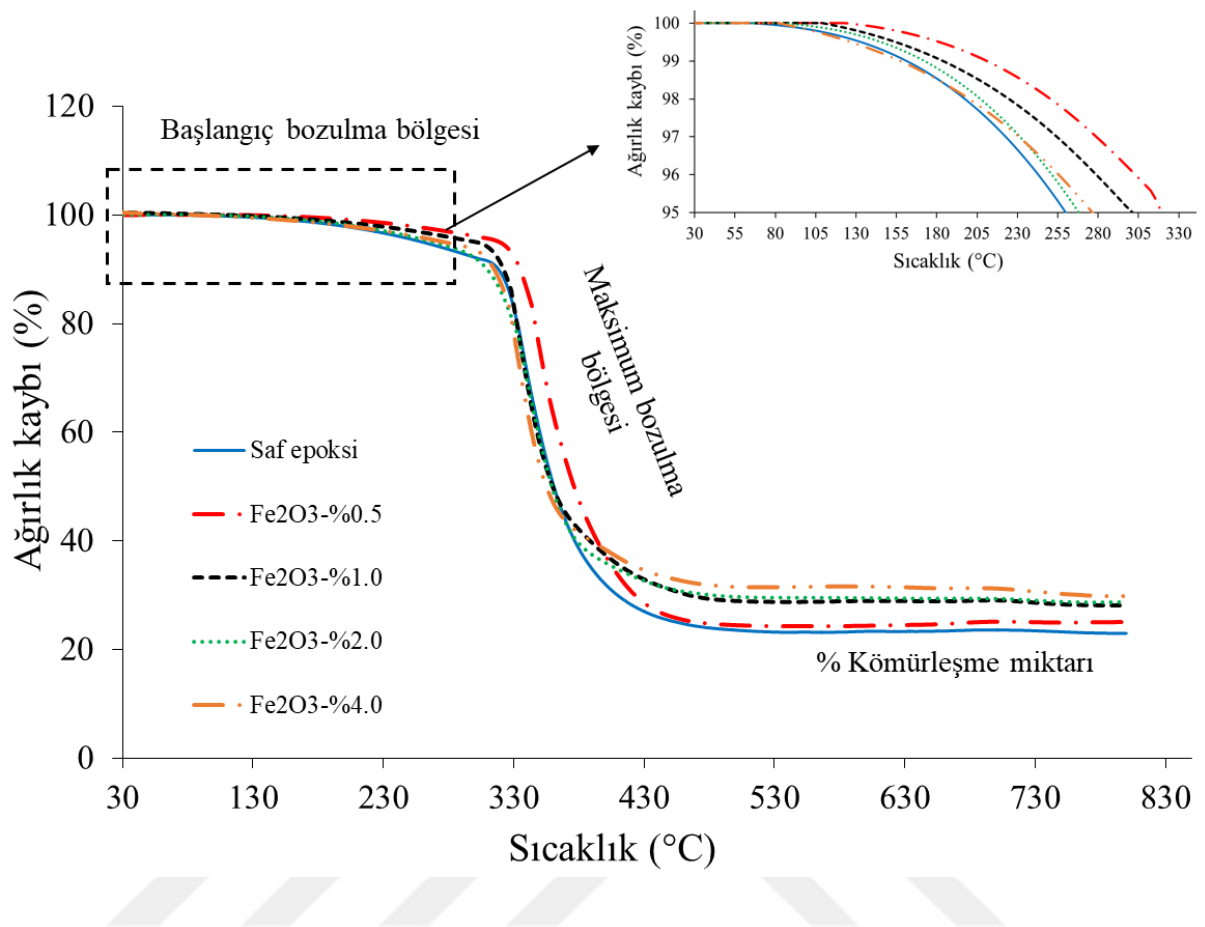 Ağırlık kaybı (%)
100
99
98
97
96
95
30 55 80 105 130 155 180 205 230 255 280 305 330
Sıcaklık (°C)
Ağırlık kaybı (%)
120
100
80
60
40
20
0
Başlangıç bozulma bölgesi
Maksimum bozulma
bölgesi
Saf epoksi
Fe2O3-%0.5
Fe2O3-%1.0
Fe2O3-%2.0
Fe2O3-%4.0
% Kömürleşme miktarı
30 130 230 330 430 530 630 730 830
Sıcaklık (°C)